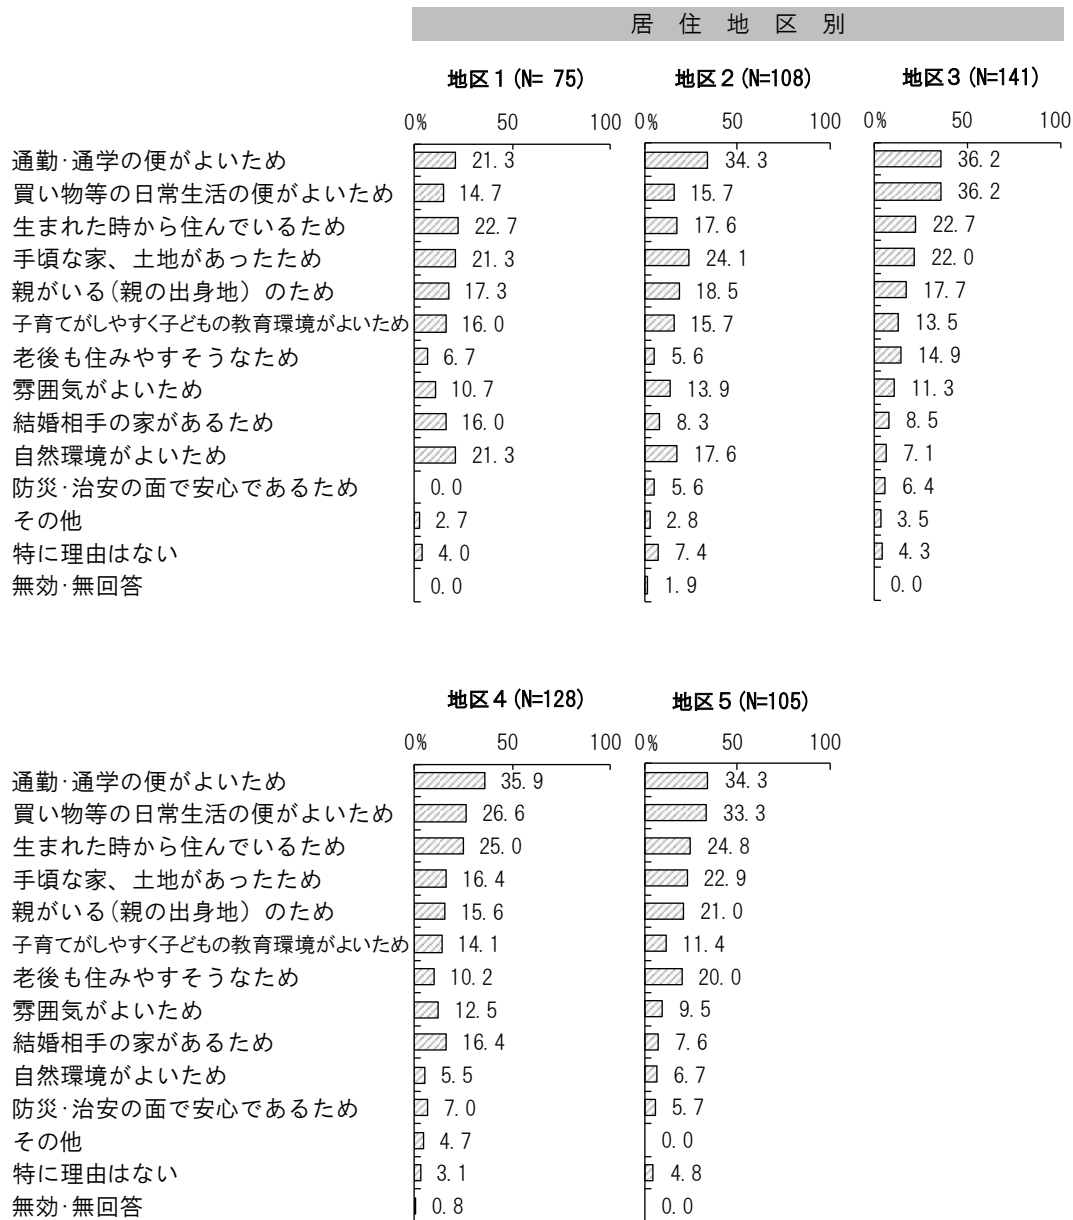 居住地区別
地区１(N= 75) 地区２(N=108) 地区３(N=141)
0% 50 100 0% 50 100 0% 50 100
通勤・通学の便がよいため 21.3 34.3 36.2
買い物等の日常生活の便がよいため 14.7 15.7 36.2
生まれた時から住んでいるため 22.7 17.6 22.7
手頃な家、土地があったため 21.3 24.1 22.0
親がいる(親の出身地）のため 17.3 18.5 17.7
子育てがしやすく子どもの教育環境がよいため 16.0 15.7 13.5
老後も住みやすそうなため 6.7 5.6 14.9
雰囲気がよいため 10.7 13.9 11.3
結婚相手の家があるため 16.0 8.3 8.5
自然環境がよいため 21.3 17.6 7.1
防災・治安の面で安心であるため 0.0 5.6 6.4
その他 2.7 2.8 3.5
特に理由はない 4.0 7.4 4.3
無効・無回答 0.0 1.9 0.0
地区４(N=128) 地区５(N=105)
0% 50 100 0% 50 100
通勤・通学の便がよいため 35.9 34.3
買い物等の日常生活の便がよいため 26.6 33.3
生まれた時から住んでいるため 25.0 24.8
手頃な家、土地があったため 16.4 22.9
親がいる(親の出身地）のため 15.6 21.0
子育てがしやすく子どもの教育環境がよいため 14.1 11.4
老後も住みやすそうなため 10.2 20.0
雰囲気がよいため 12.5 9.5
結婚相手の家があるため 16.4 7.6
自然環境がよいため 5.5 6.7
防災・治安の面で安心であるため 7.0 5.7
その他 4.7 0.0
特に理由はない 3.1 4.8
無効・無回答 0.8 0.0